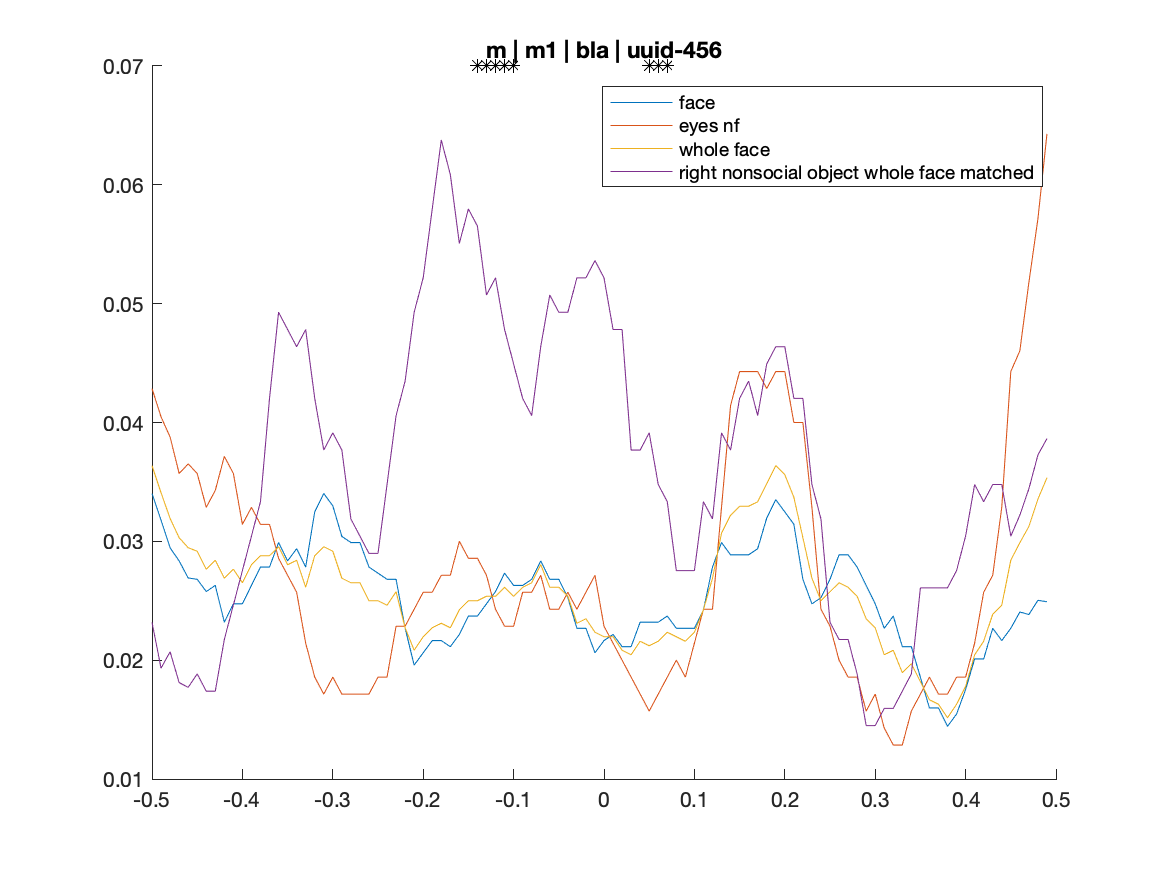 m | m1 | bla | uuid-456
0.07
0.06
0.05
0.04
0.03
0.02
0.01
face
eyes nf
whole face
right nonsocial object whole face matched
-0.5 -0.4 -0.3 -0.2 -0.1 0 0.1 0.2 0.3 0.4 0.5